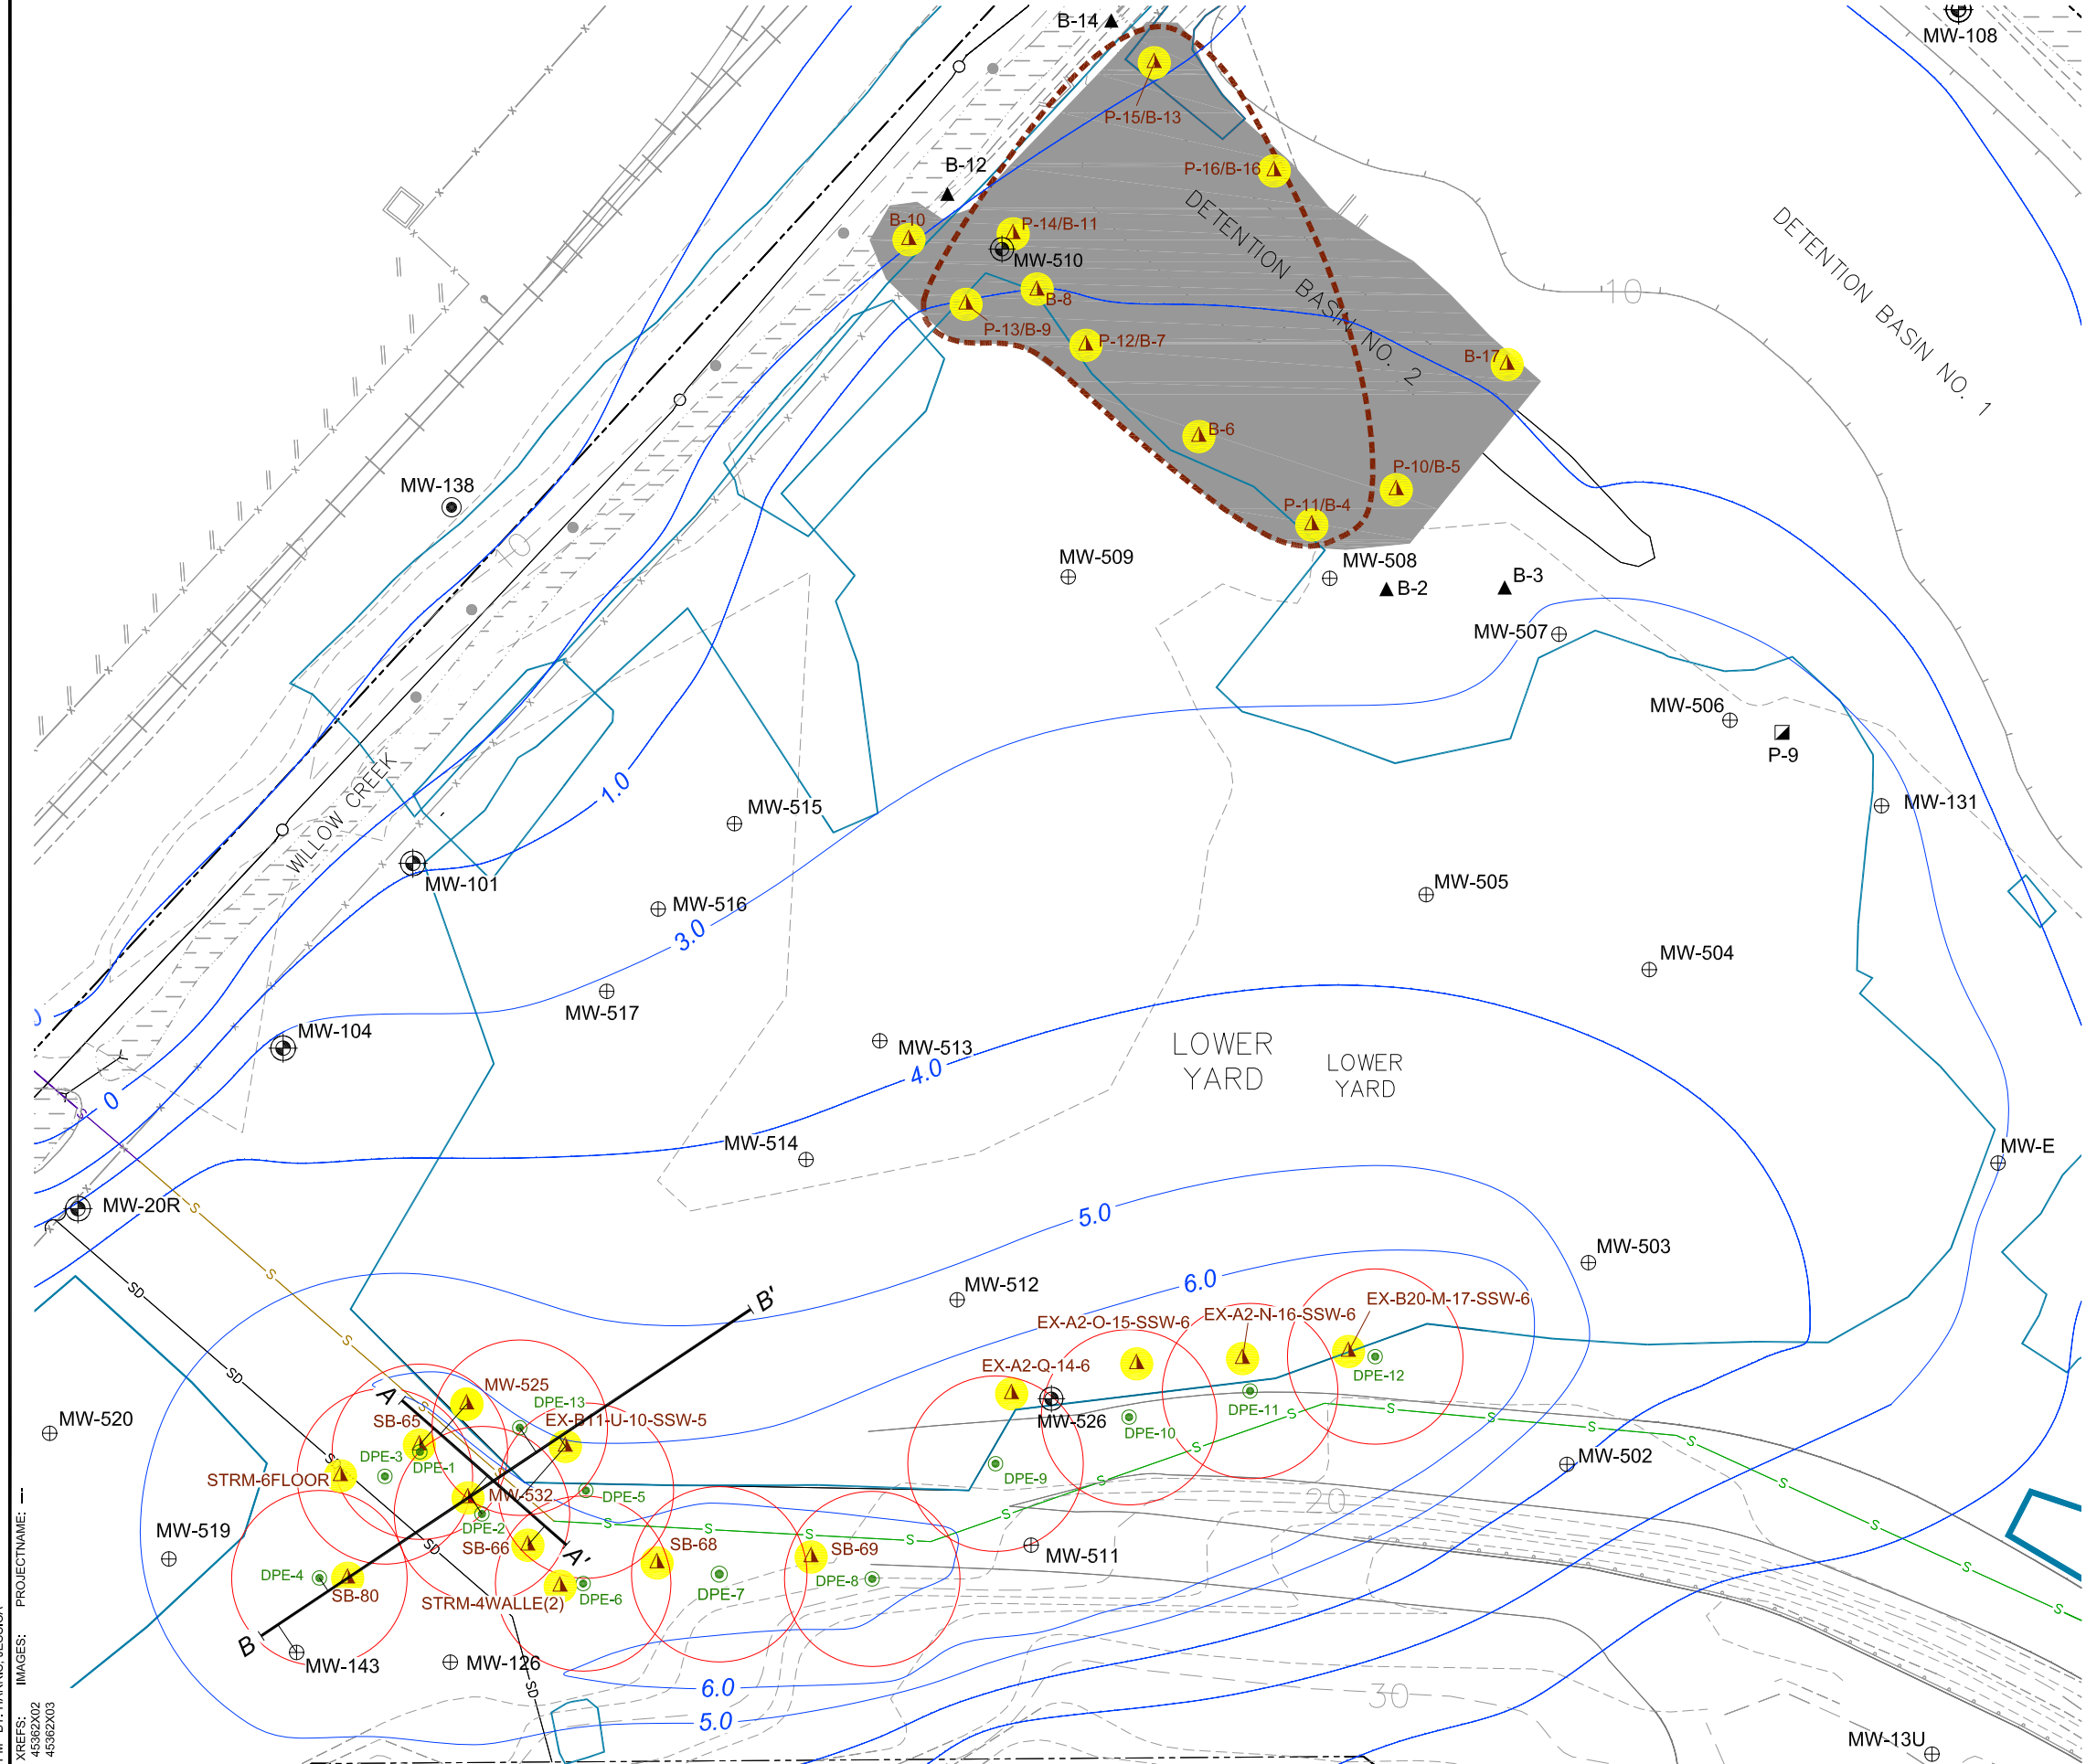 B-14
MW-108
P-15/B-13
B-12
P-16/B-16
B-10
P-14/B-11
MW-510
DETENTION BASIN NO. 2
DETENTION BASIN NO. 1
10
B-8
P-13/B-9
P-12/B-7
B-17
B-6
P-10/B-5
P-11/B-4
MW-138
10
MW-509
MW-508
B-2
B-3
MW-507
MW-506
P-9
WILLOW CREEK
1.0
MW-515
MW-131
MW-101
MW-505
MW-516
3.0
MW-504
MW-517
MW-104
MW-513
4.0
LOWER
YARD
LOWER
YARD
0
MW-514
MW-E
MW-20R
S
5.0
MW-503
6.0
MW-512
SD
B'
EX-B20-M-17-SSW-6
EX-A2-N-16-SSW-6
EX-A2-O-15-SSW-6
EX-A2-Q-14-6
MW-525
A
DPE-13
DPE-12
DPE-11
DPE-10
MW-526
MW-520
SB-65
EX-B11-U-10-SSW-5
DPE-3
DPE-1
STRM-6FLOOR
MW-532
DPE-5
DPE-9
MW-502
20
DPE-2
MW-519
SB-66
A'
SB-68
SB-69
MW-511
DPE-4
SB-80
DPE-6
DPE-7
DPE-8
STRM-4WALLE(2)
B
MW-143
MW-126
SD
6.0
5.0
30
MW-13U
XREFS:
45362X02
45362X03
IMAGES:
PROJECTNAME: ---